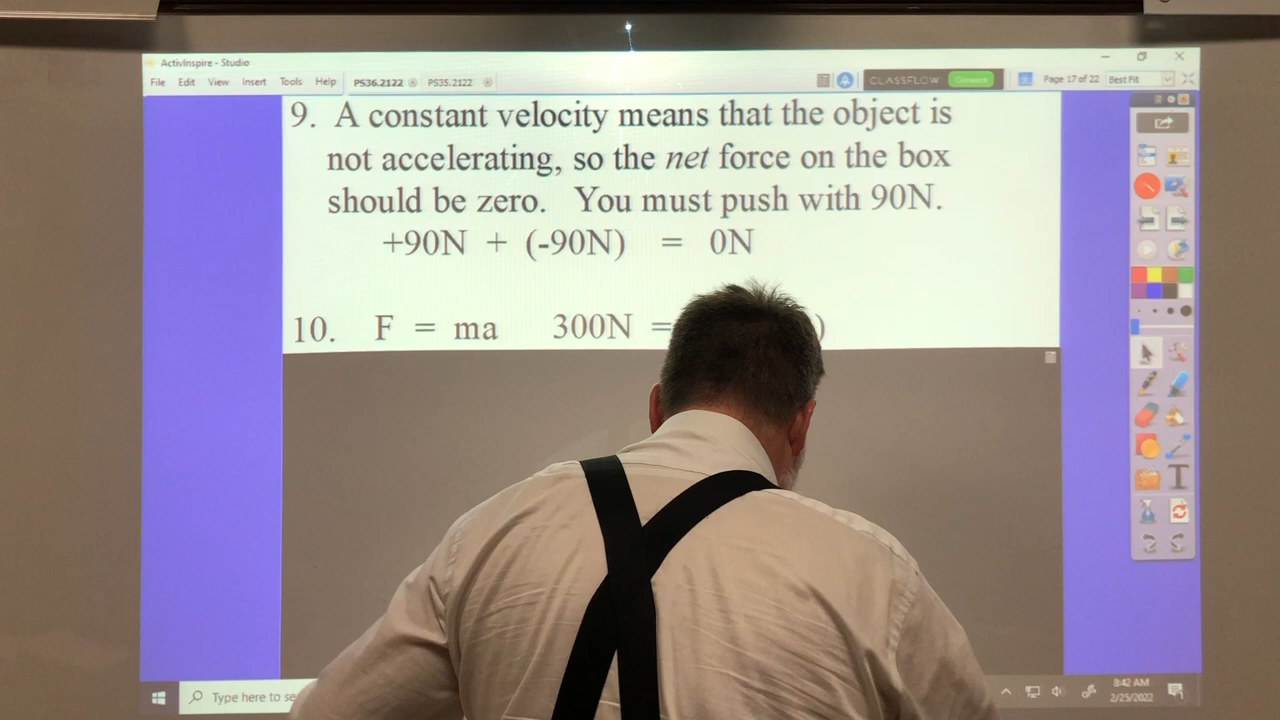 ActivInspire - Studio
File Edit View Insert Tools Help PS36.2122 PS35.2122 CLASSFLOW Connect Page 17 of 22 Best Fit
9. A constant velocity means that the object is
not accelerating, so the net force on the box
should be zero. You must push with 90N.
+90N + (-90N) = 0N
10. F = ma 300N = )
T
Type here to se
8:42 AM
2/25/2022